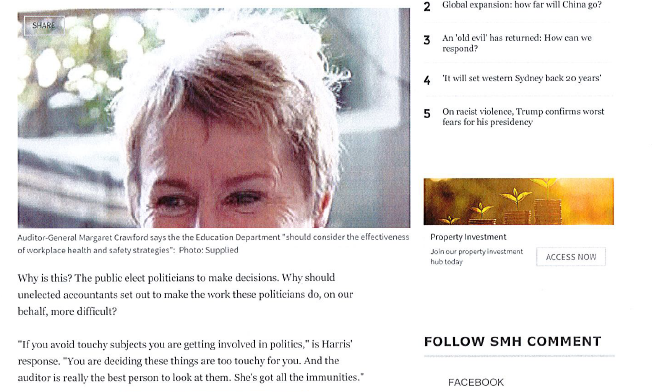 SHARE
Auditor-General Margaret Crawford says the the Education Department "should consider the effectiveness
of workplace health and safety strategies": Photo: Supplied
Why is this? The public elect politicians to make decisions. Why should
unelected accountants set out to make the work these politicians do, on our
behalf, more difficult?
"If you avoid touchy subjects you are getting involved in politics," is Harris'
response. "You are deciding these things are too touchy for you. And the
auditor is really the best person to look at them. She's got all the immunities."
2 Global expansion: how far will China go?
3 An 'old evil' has returned: How can we
respond?
4 'It will set western Sydney back 20 years'
5 On racist violence, Trump confirms worst
fears for his presidency
Property Investment
Join our property investment
hub today
ACCESS NOW
FOLLOW SMH COMMENT
FACEBOOK